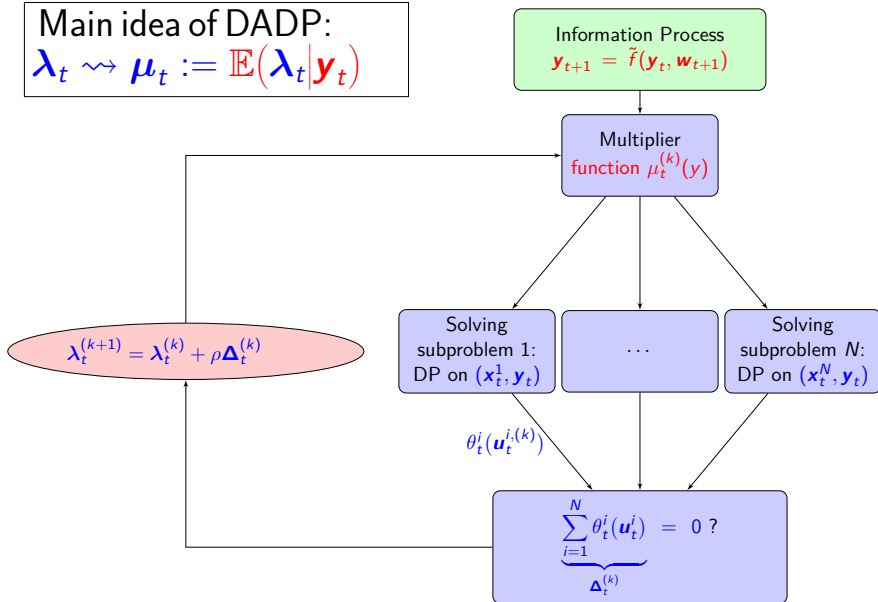 Main idea of DADP:
λ_t ⇝ μ_t := 𝔼(λ_t|y_t)
Information Process
y_{t+1} = f̃(y_t, w_{t+1})
Multiplier
function μ_t^{(k)}(y)
λ_t^{(k+1)} = λ_t^{(k)} + ρΔ_t^{(k)}
Solving
subproblem 1:
DP on (x_t^1, y_t)
···
Solving
subproblem N:
DP on (x_t^N, y_t)
θ_t^i(u_t^{i,(k)})
∑_{i=1}^N θ_t^i(u_t^i) = 0 ?
Δ_t^{(k)}